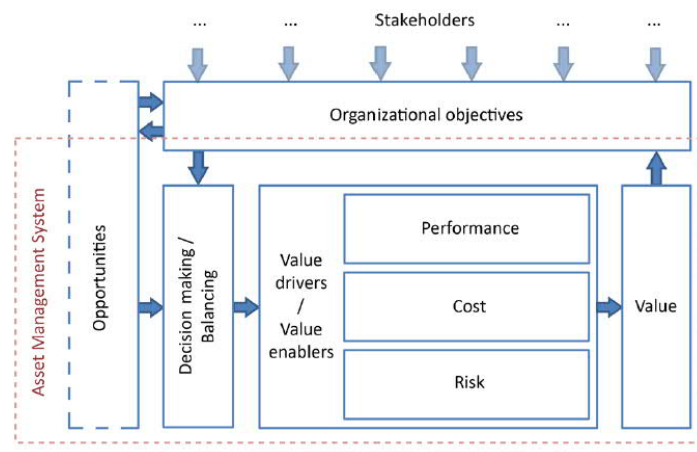 ... ... Stakeholders ... ...
Organizational objectives
Asset Management System
Opportunities
Decision making /
Balancing
Value
drivers
/
Value
enablers
Performance
Cost
Risk
Value